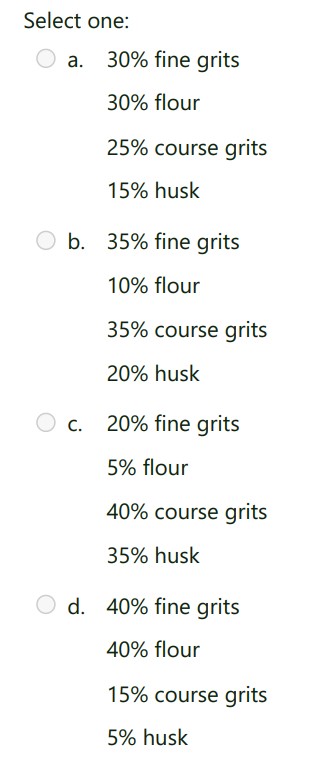 Select one:
a. 30% fine grits
30% flour
25% course grits
15% husk
b. 35% fine grits
10% flour
35% course grits
20% husk
c. 20% fine grits
5% flour
40% course grits
35% husk
d. 40% fine grits
40% flour
15% course grits
5% husk